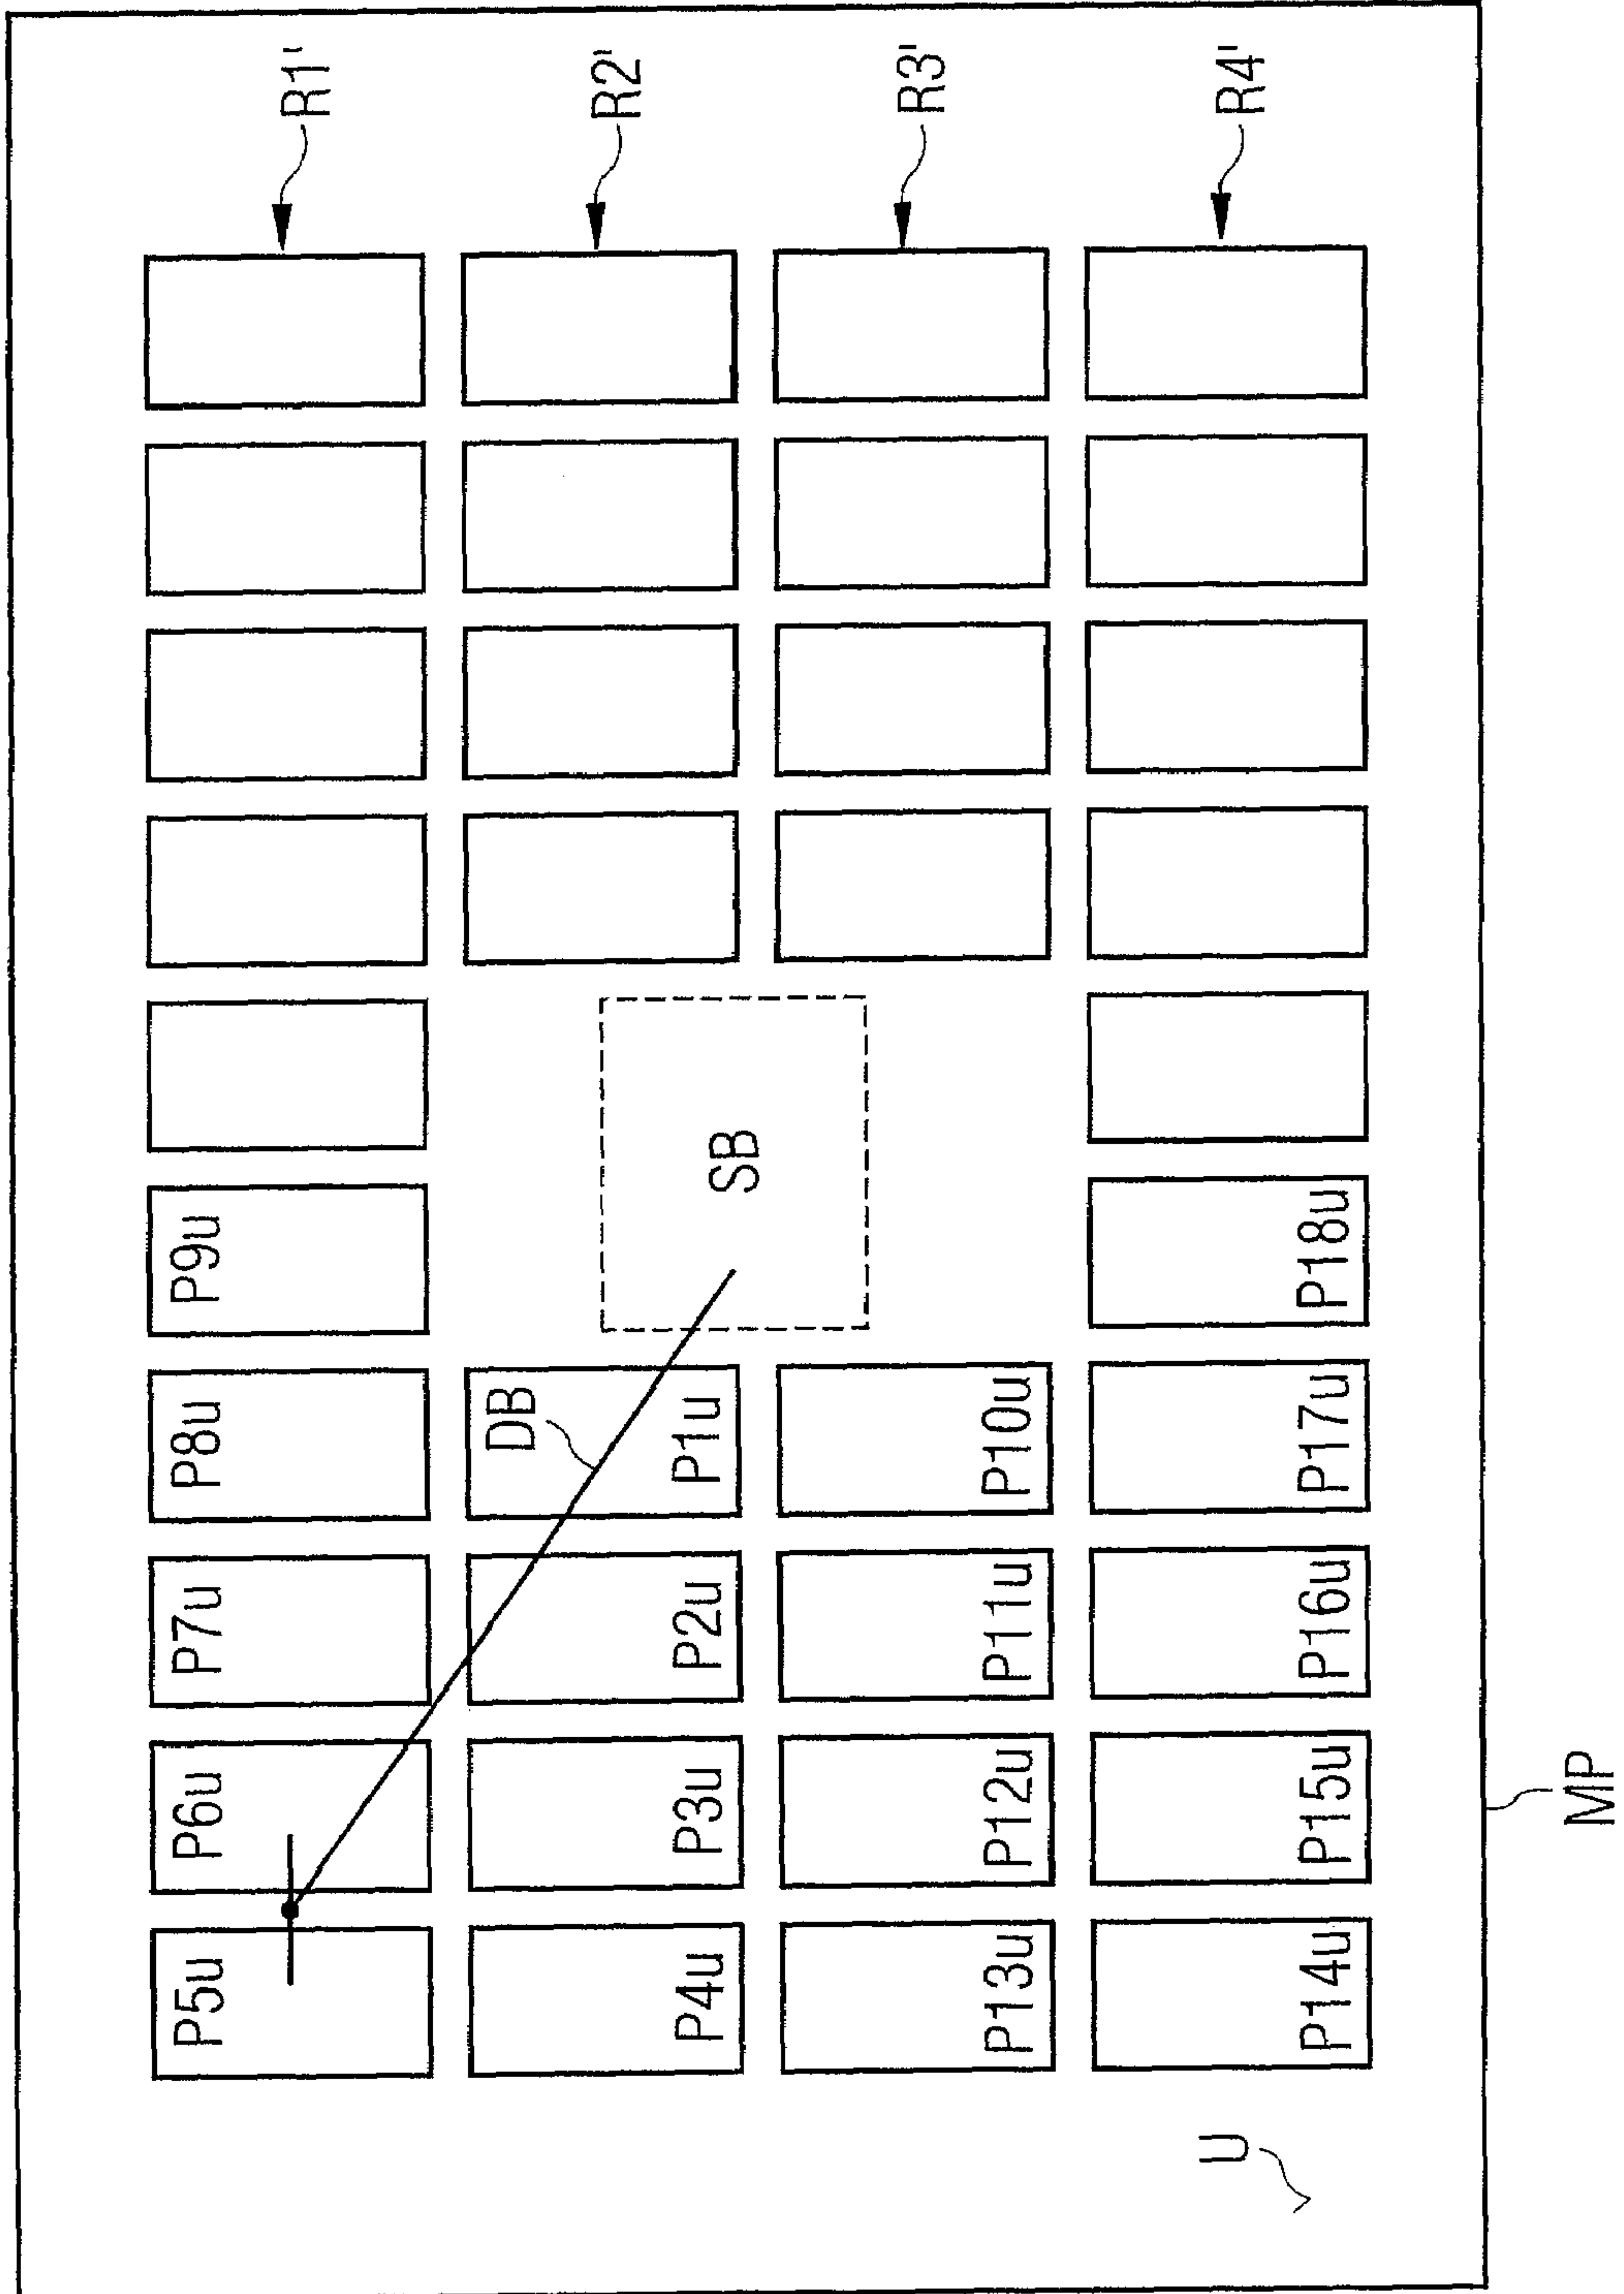 R1'
R2'
R3'
R4'
P5u
P6u
P7u
P8u
P9u
P4u
P3u
P2u
P1u
DB
SB
P13u
P12u
P11u
P10u
P14u
P15u
P16u
P17u
P18u
U
MP